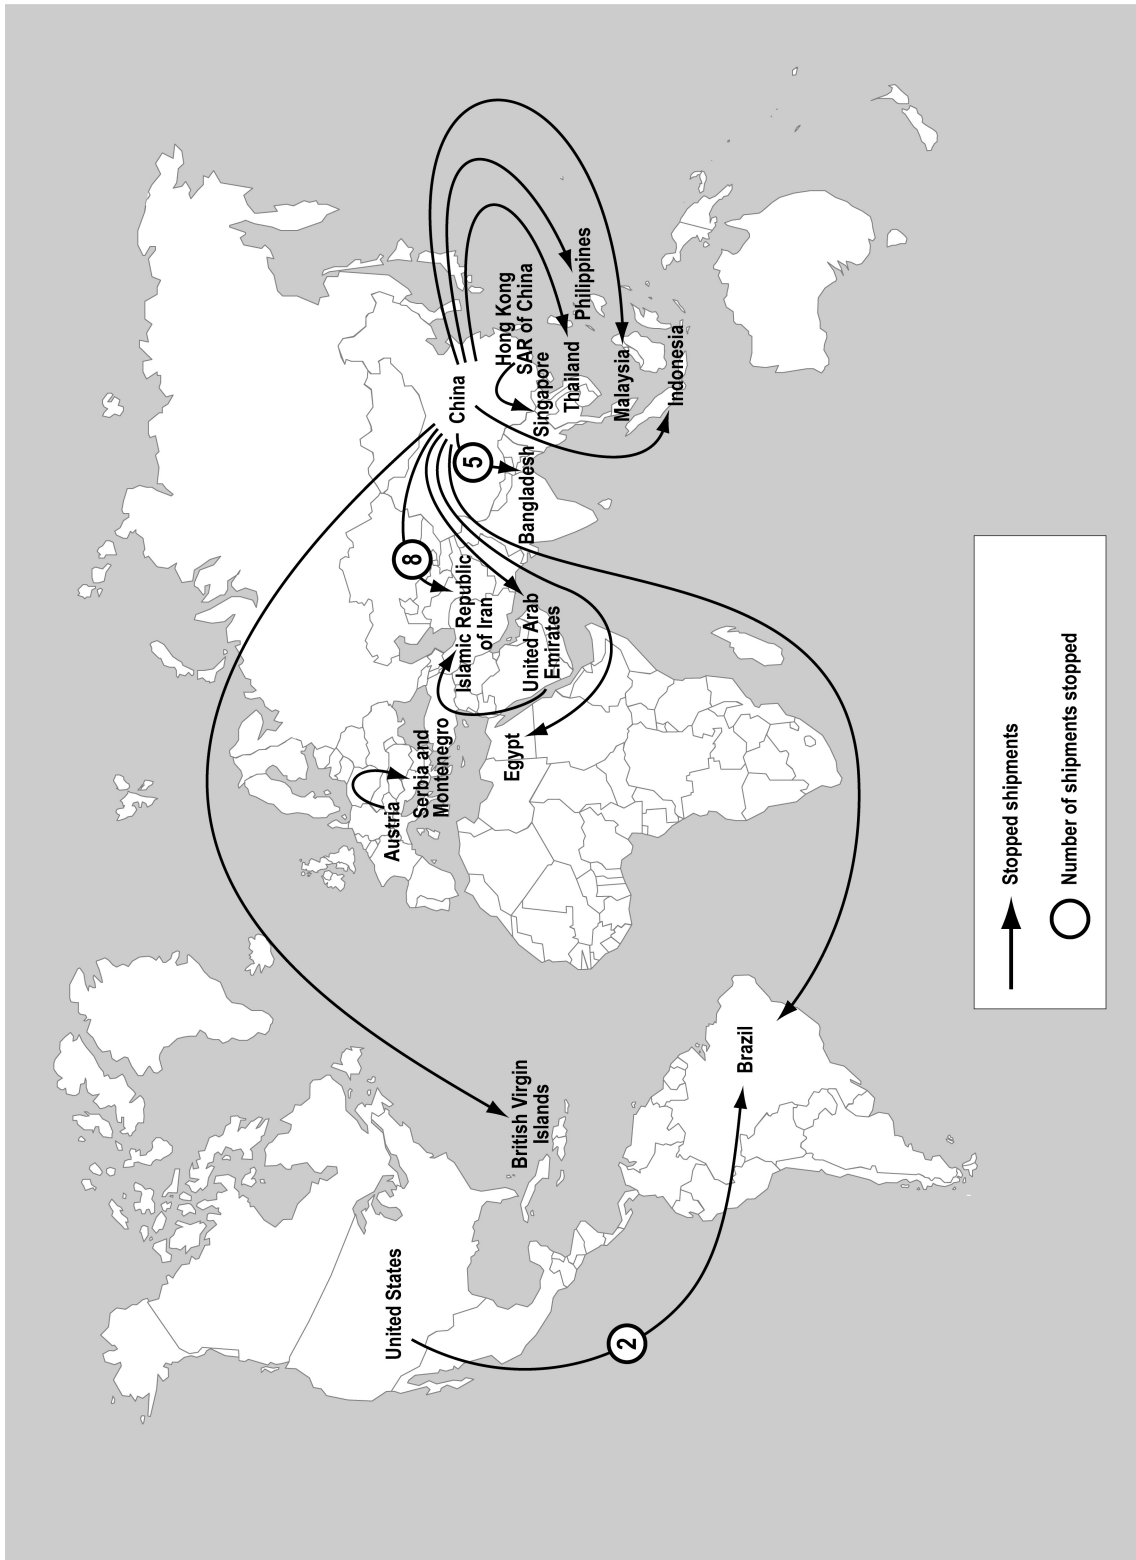 United States
2
British Virgin
Islands
Brazil
Austria
Serbia and
Montenegro
Egypt
Islamic Republic
of Iran
United Arab
Emirates
8
5
China
Bangladesh
Hong Kong
SAR of China
Singapore
Thailand
Philippines
Malaysia
Indonesia
Stopped shipments
Number of shipments stopped